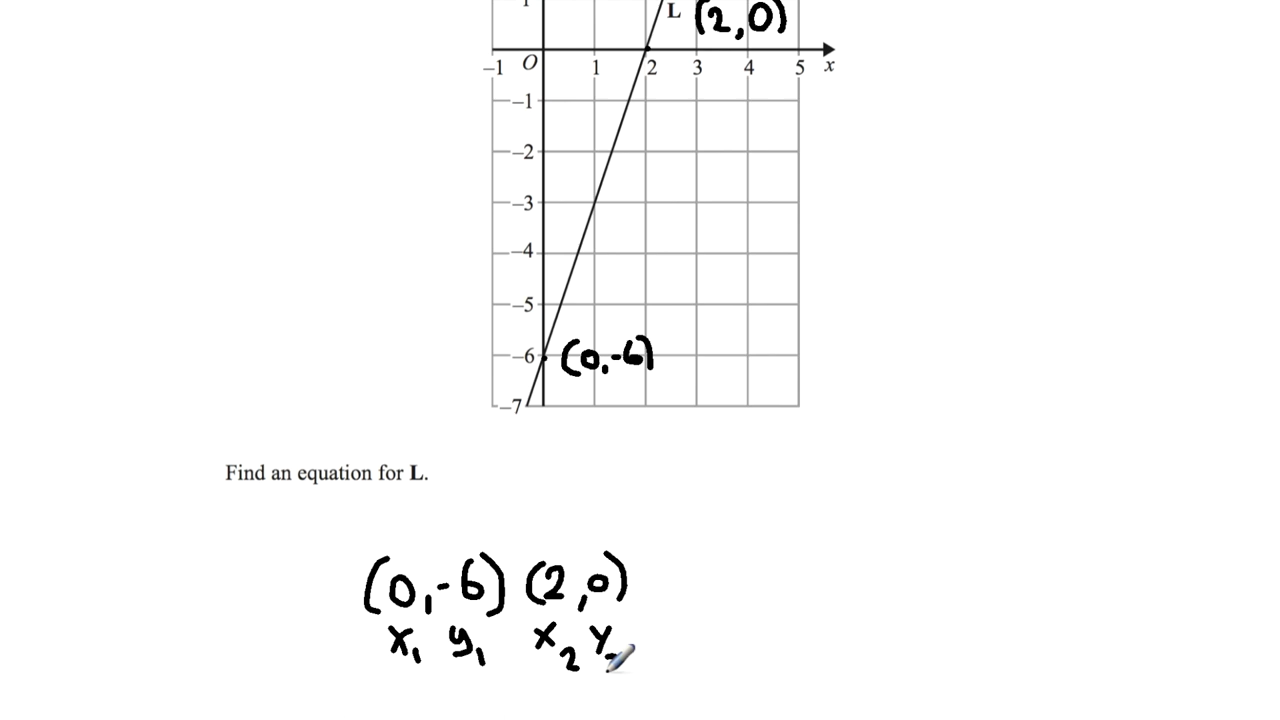 1
L (2,0)
-1 O 1 2 3 4 5 x
-1
-2
-3
-4
-5
-6 (0,-6)
-7
Find an equation for L.
(0,-6) (2,0)
x₁ y₁ x₂ y